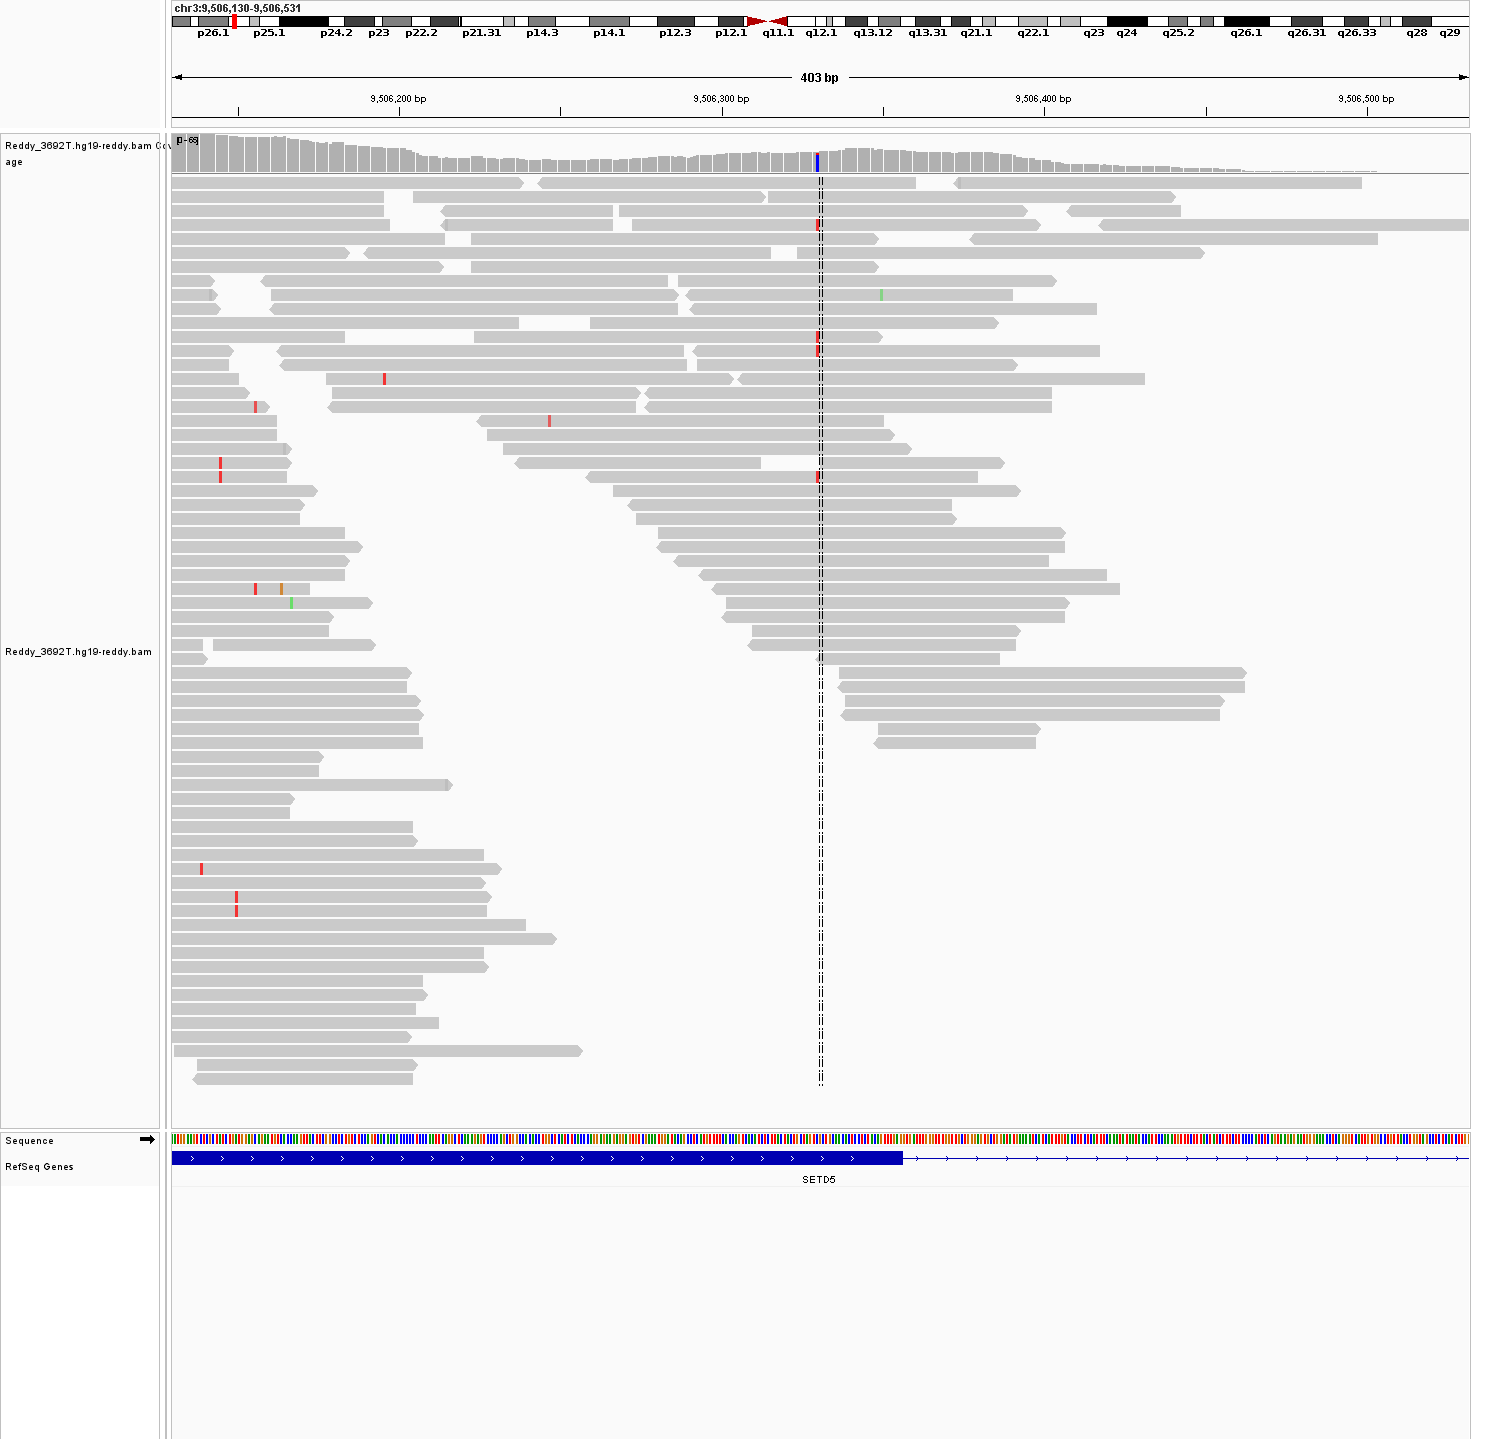 chr3:9,506,130-9,506,531
p26.1 p25.1 p24.2 p23 p22.2 p21.31 p14.3 p14.1 p12.3 p12.1 q11.1 q12.1 q13.12 q13.31 q21.1 q22.1 q23 q24 q25.2 q26.1 q26.31 q26.33 q28 q29
403 bp
9,506,200 bp 9,506,300 bp 9,506,400 bp 9,506,500 bp
Reddy_3692T.hg19-reddy.bam Cov
age
Reddy_3692T.hg19-reddy.bam
Sequence
RefSeq Genes
SETD5